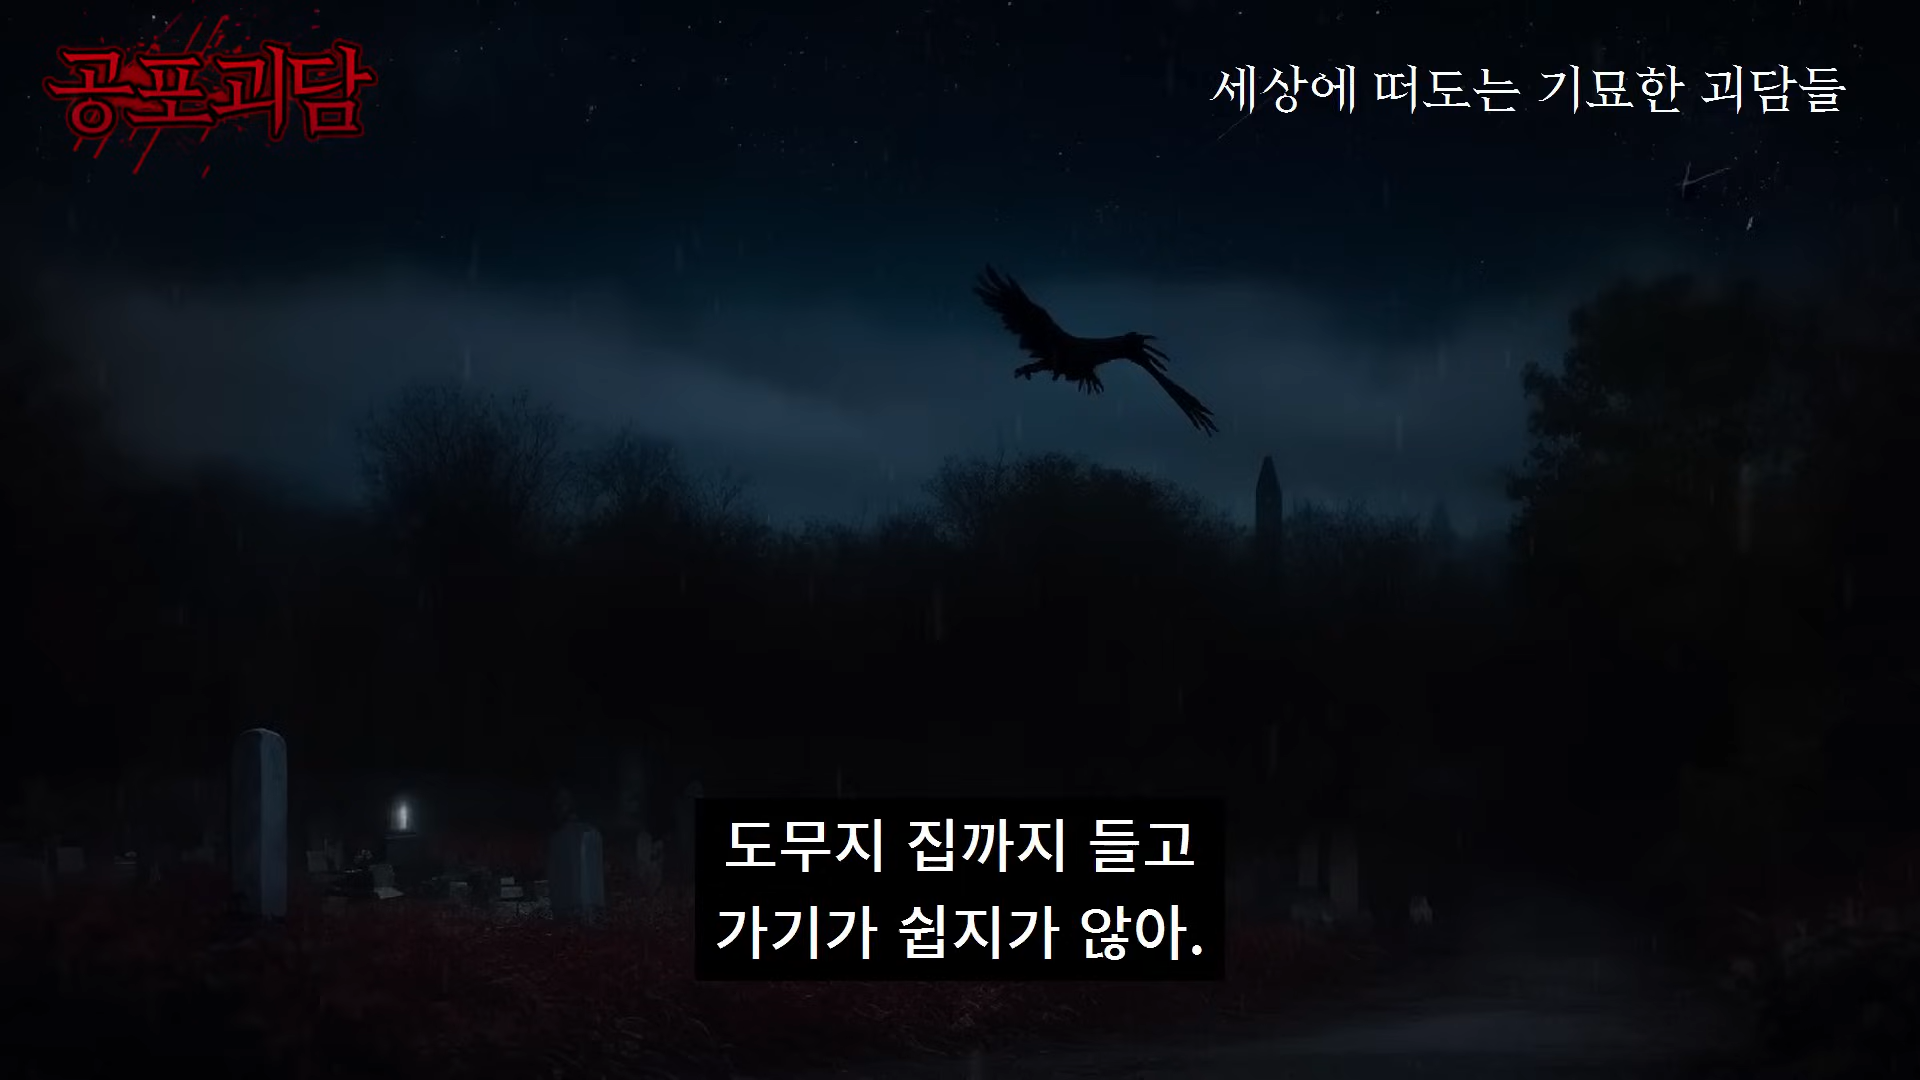 공포괴담
세상에 떠도는 기묘한 괴담들
도무지 집까지 들고
가기가 쉽지가 않아.